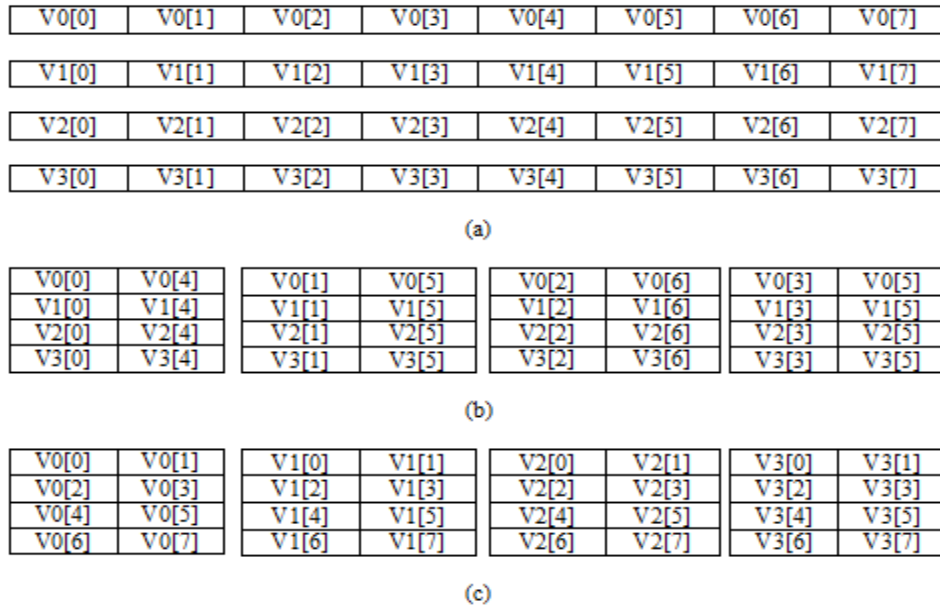 V0[0] V0[1] V0[2] V0[3] V0[4] V0[5] V0[6] V0[7]
V1[0] V1[1] V1[2] V1[3] V1[4] V1[5] V1[6] V1[7]
V2[0] V2[1] V2[2] V2[3] V2[4] V2[5] V2[6] V2[7]
V3[0] V3[1] V3[2] V3[3] V3[4] V3[5] V3[6] V3[7]
(a)
V0[0] V0[4] V0[1] V0[5] V0[2] V0[6] V0[3] V0[5]
V1[0] V1[4] V1[1] V1[5] V1[2] V1[6] V1[3] V1[5]
V2[0] V2[4] V2[1] V2[5] V2[2] V2[6] V2[3] V2[5]
V3[0] V3[4] V3[1] V3[5] V3[2] V3[6] V3[3] V3[5]
(b)
V0[0] V0[1] V1[0] V1[1] V2[0] V2[1] V3[0] V3[1]
V0[2] V0[3] V1[2] V1[3] V2[2] V2[3] V3[2] V3[3]
V0[4] V0[5] V1[4] V1[5] V2[4] V2[5] V3[4] V3[5]
V0[6] V0[7] V1[6] V1[7] V2[6] V2[7] V3[6] V3[7]
(c)